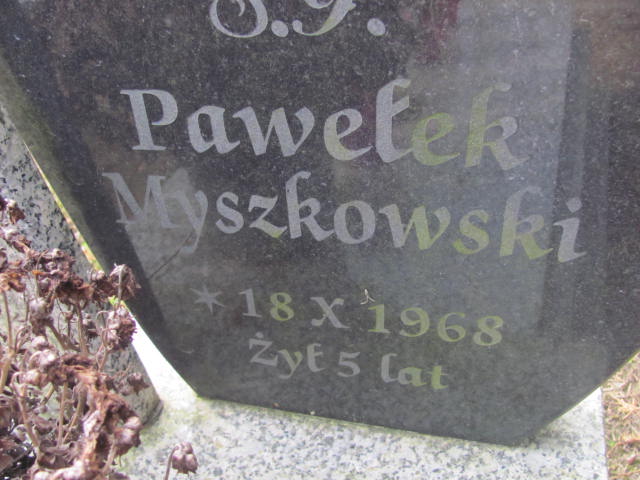 Ś.P.
Pawełek
Myszkowski
* 18 X 1968
Żył 5 lat